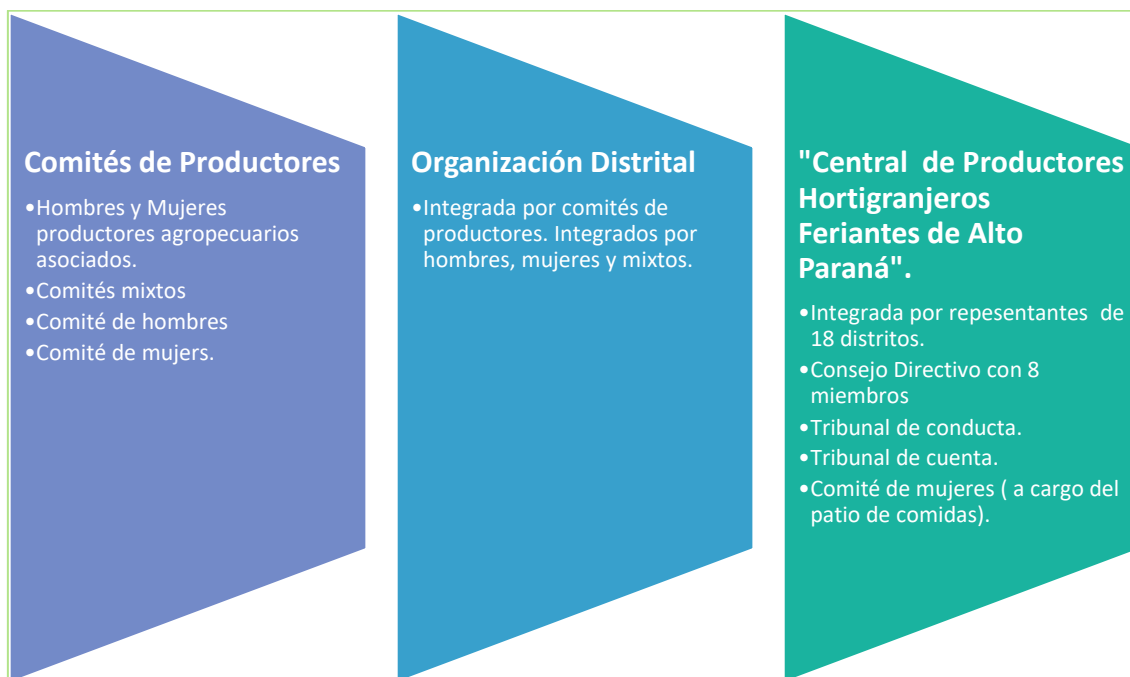 Comités de Productores
•Hombres y Mujeres
productores agropecuarios
asociados.
•Comités mixtos
•Comité de hombres
•Comité de mujers.
Organización Distrital
•Integrada por comités de
productores. Integrados por
hombres, mujeres y mixtos.
"Central de Productores
Hortigranjeros
Feriantes de Alto
Paraná".
•Integrada por repesentantes de
18 distritos.
•Consejo Directivo con 8
miembros
•Tribunal de conducta.
•Tribunal de cuenta.
•Comité de mujeres ( a cargo del
patio de comidas).